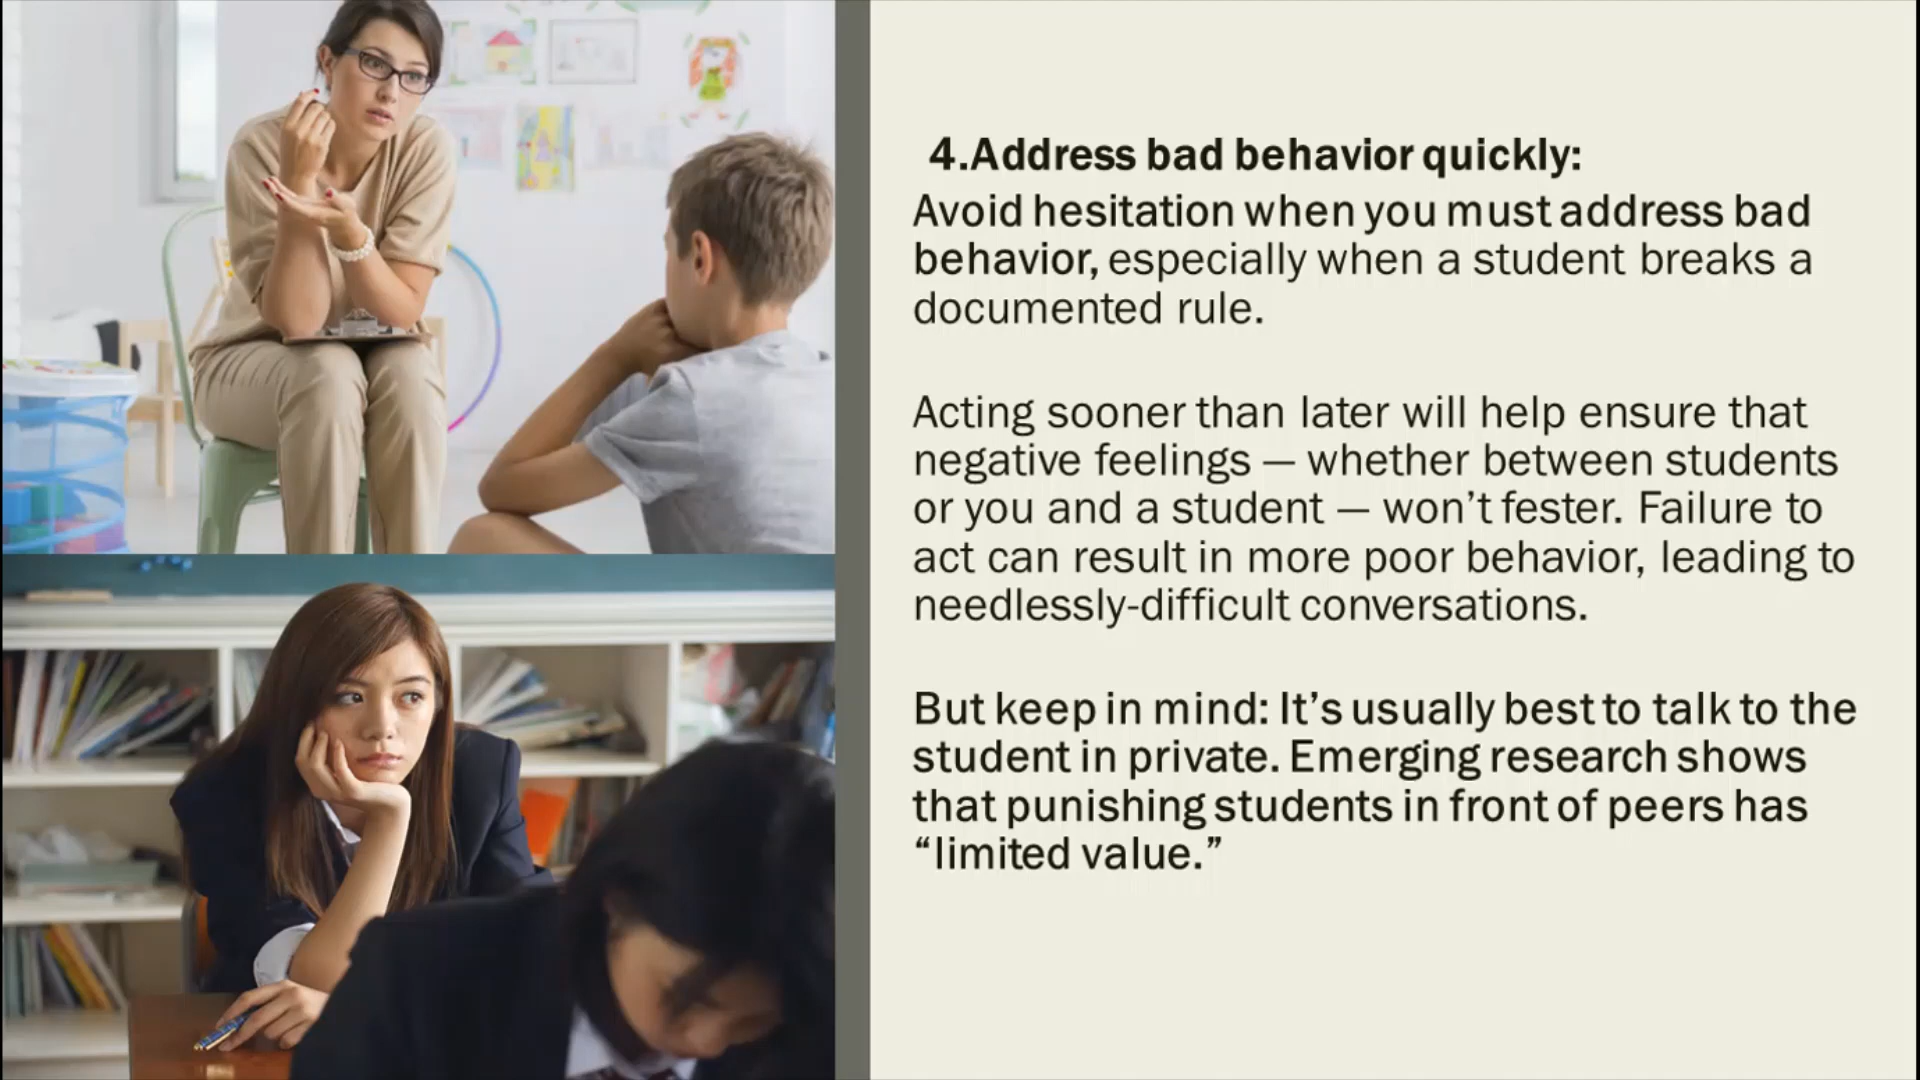 4.Address bad behavior quickly:
Avoid hesitation when you must address bad
behavior, especially when a student breaks a
documented rule.
Acting sooner than later will help ensure that
negative feelings — whether between students
or you and a student — won’t fester. Failure to
act can result in more poor behavior, leading to
needlessly-difficult conversations.
But keep in mind: It’s usually best to talk to the
student in private. Emerging research shows
that punishing students in front of peers has
“limited value.”